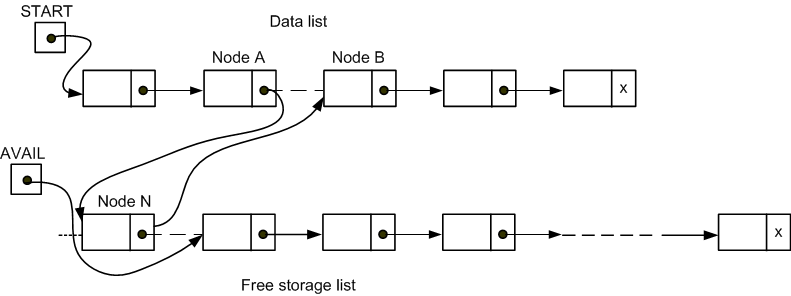 START
Data list
Node A
Node B
x
AVAIL
Node N
x
Free storage list